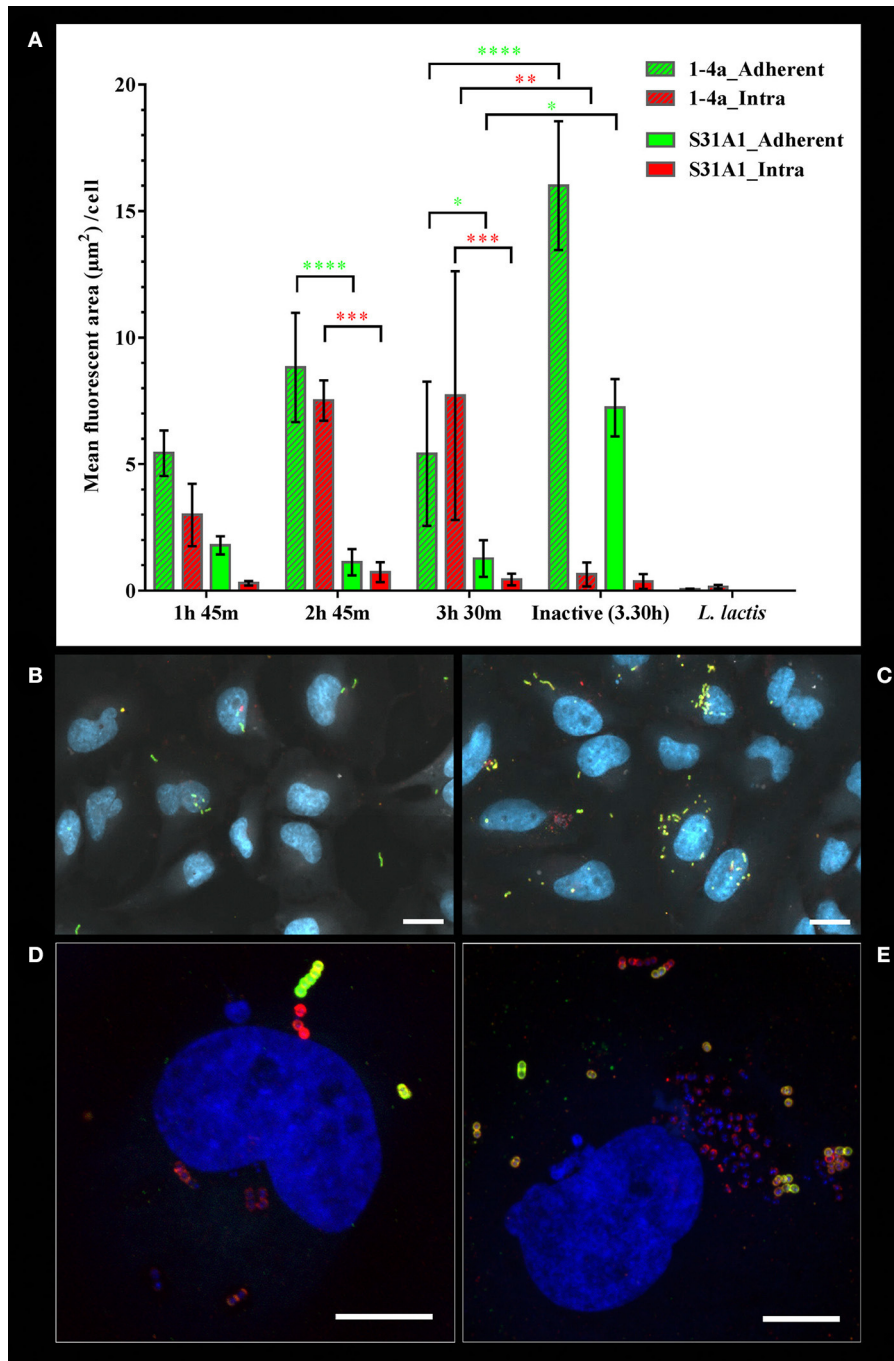 A
****
**
*
1-4a_Adherent
1-4a_Intra
S31A1_Adherent
S31A1_Intra
Mean fluorescent area (μm²) /cell
20
15
10
5
0
****
***
*
***
1h 45m
2h 45m
3h 30m
Inactive (3.30h)
L. lactis
B
C
D
E